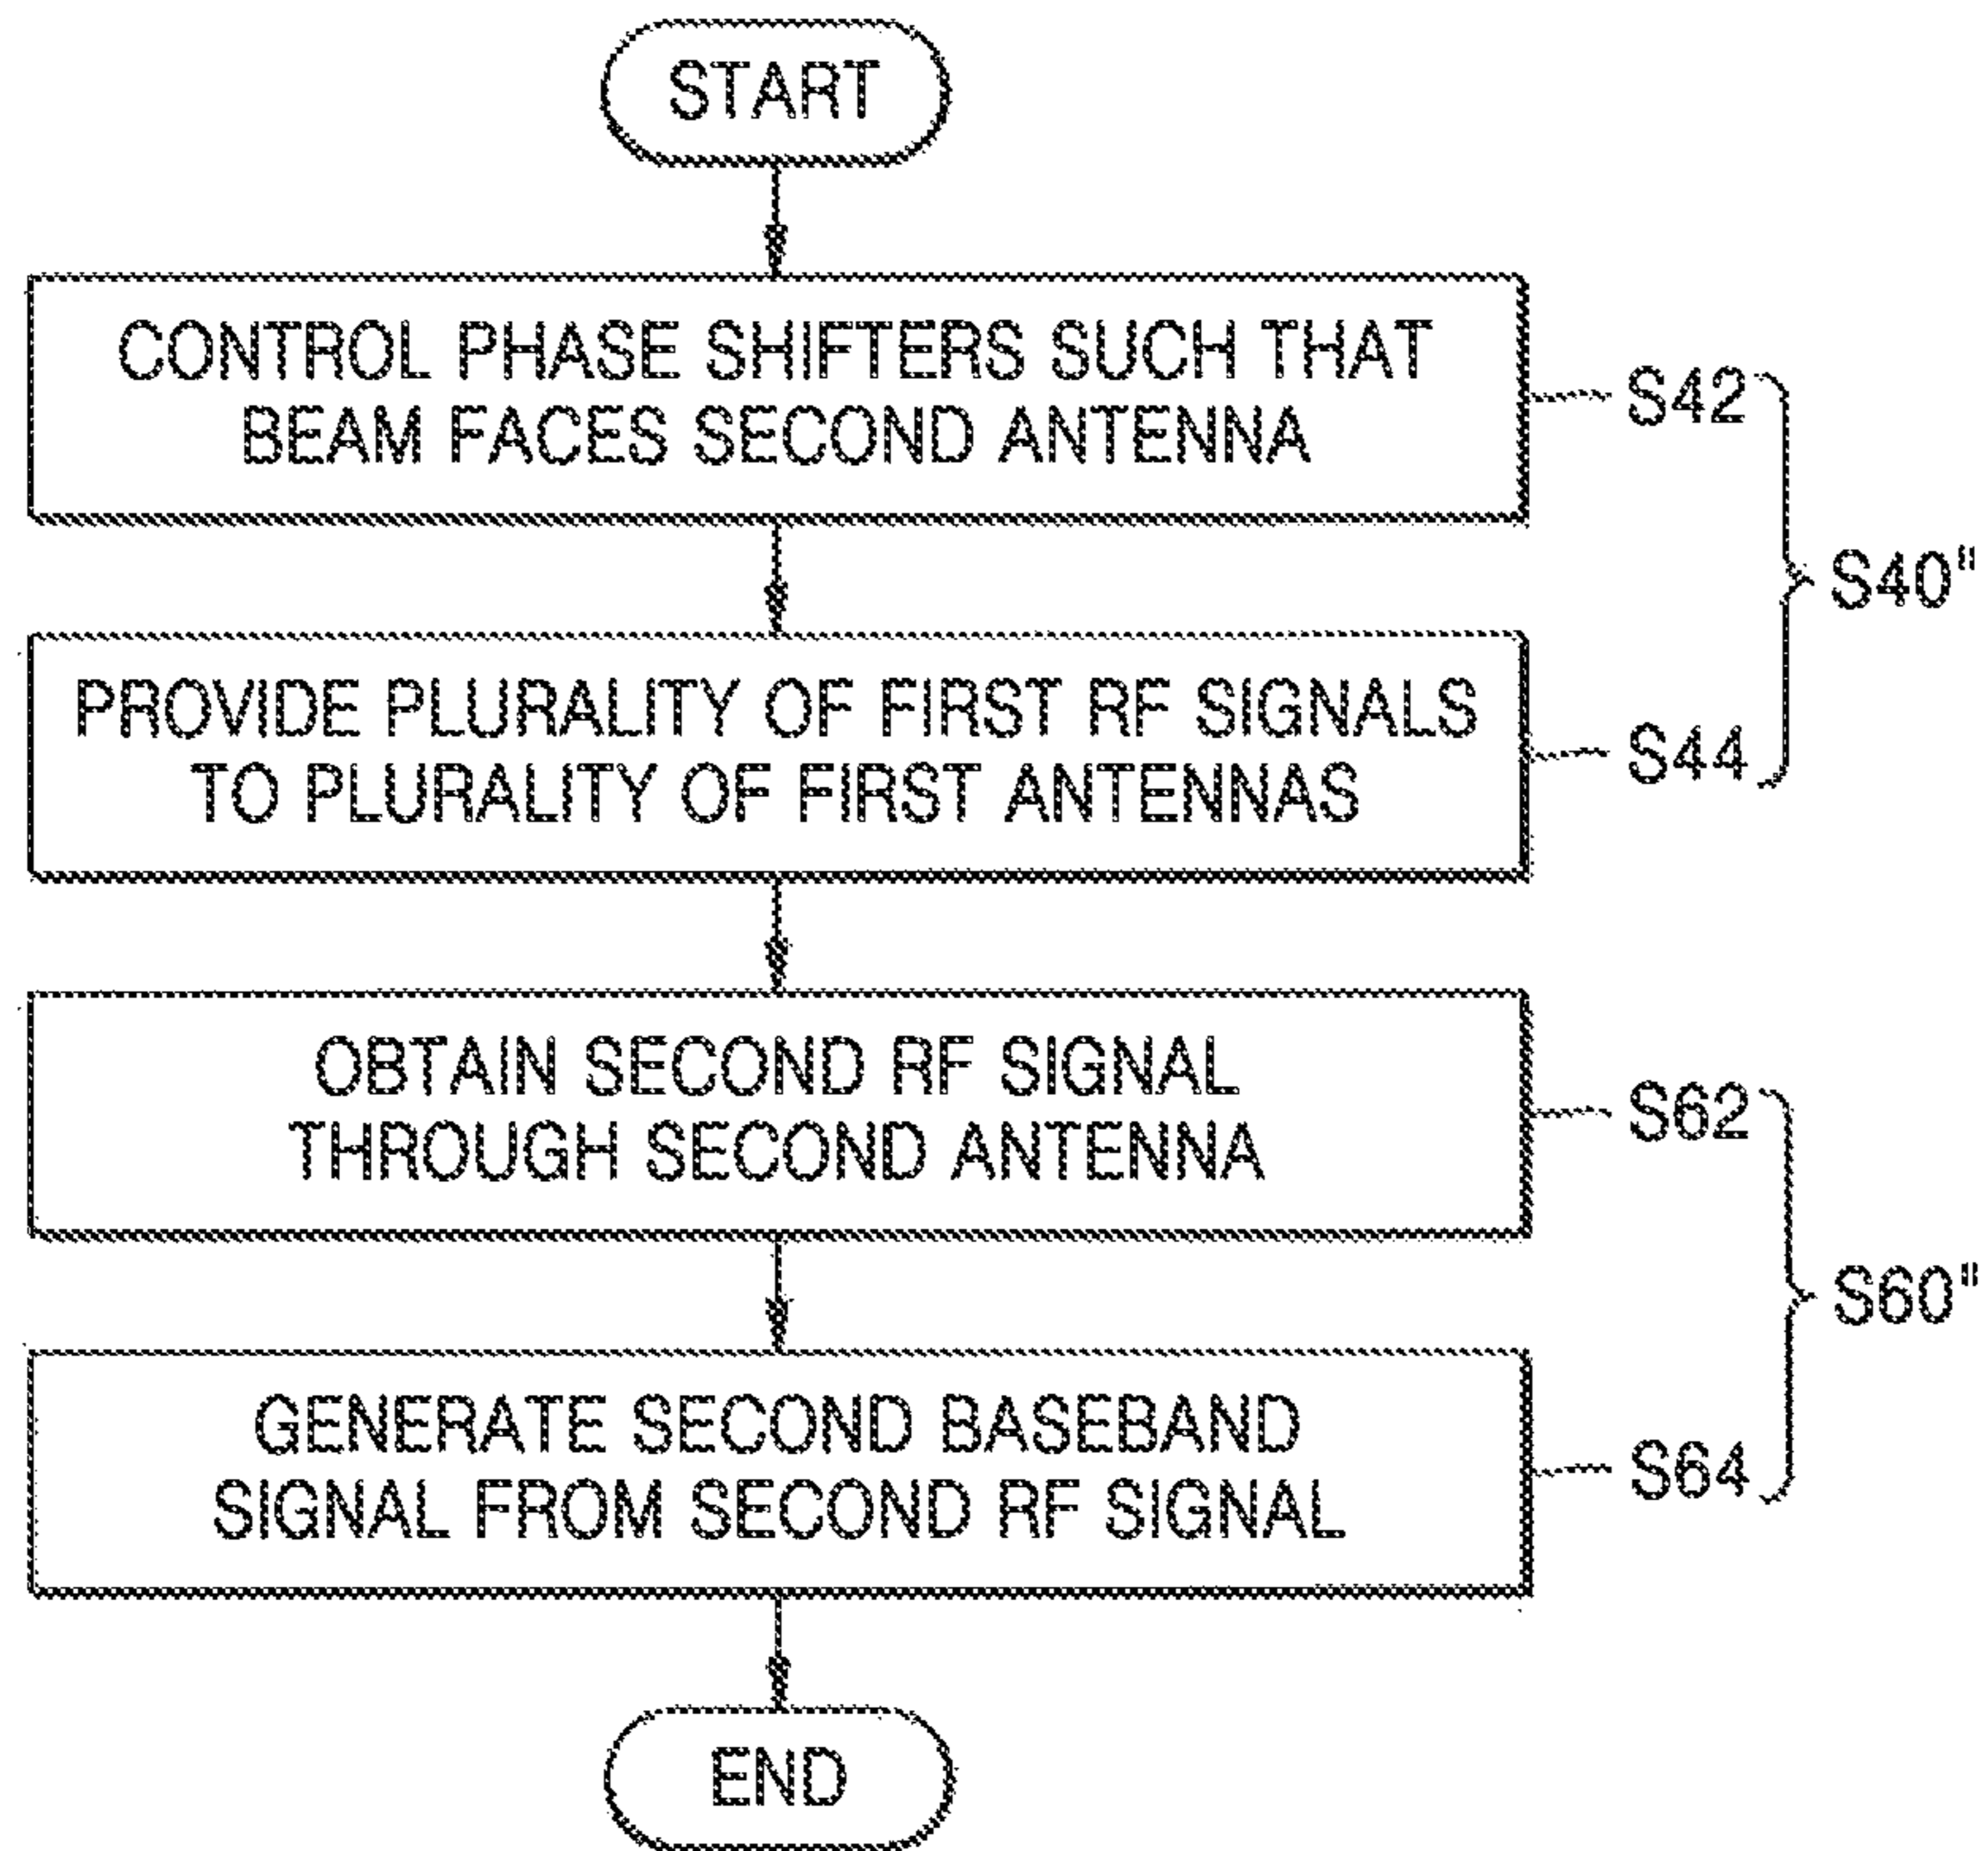 START
CONTROL PHASE SHIFTERS SUCH THAT
BEAM FACES SECOND ANTENNA
S42
S40"
PROVIDE PLURALITY OF FIRST RF SIGNALS
TO PLURALITY OF FIRST ANTENNAS
S44
OBTAIN SECOND RF SIGNAL
THROUGH SECOND ANTENNA
S62
S60"
GENERATE SECOND BASEBAND
SIGNAL FROM SECOND RF SIGNAL
S64
END